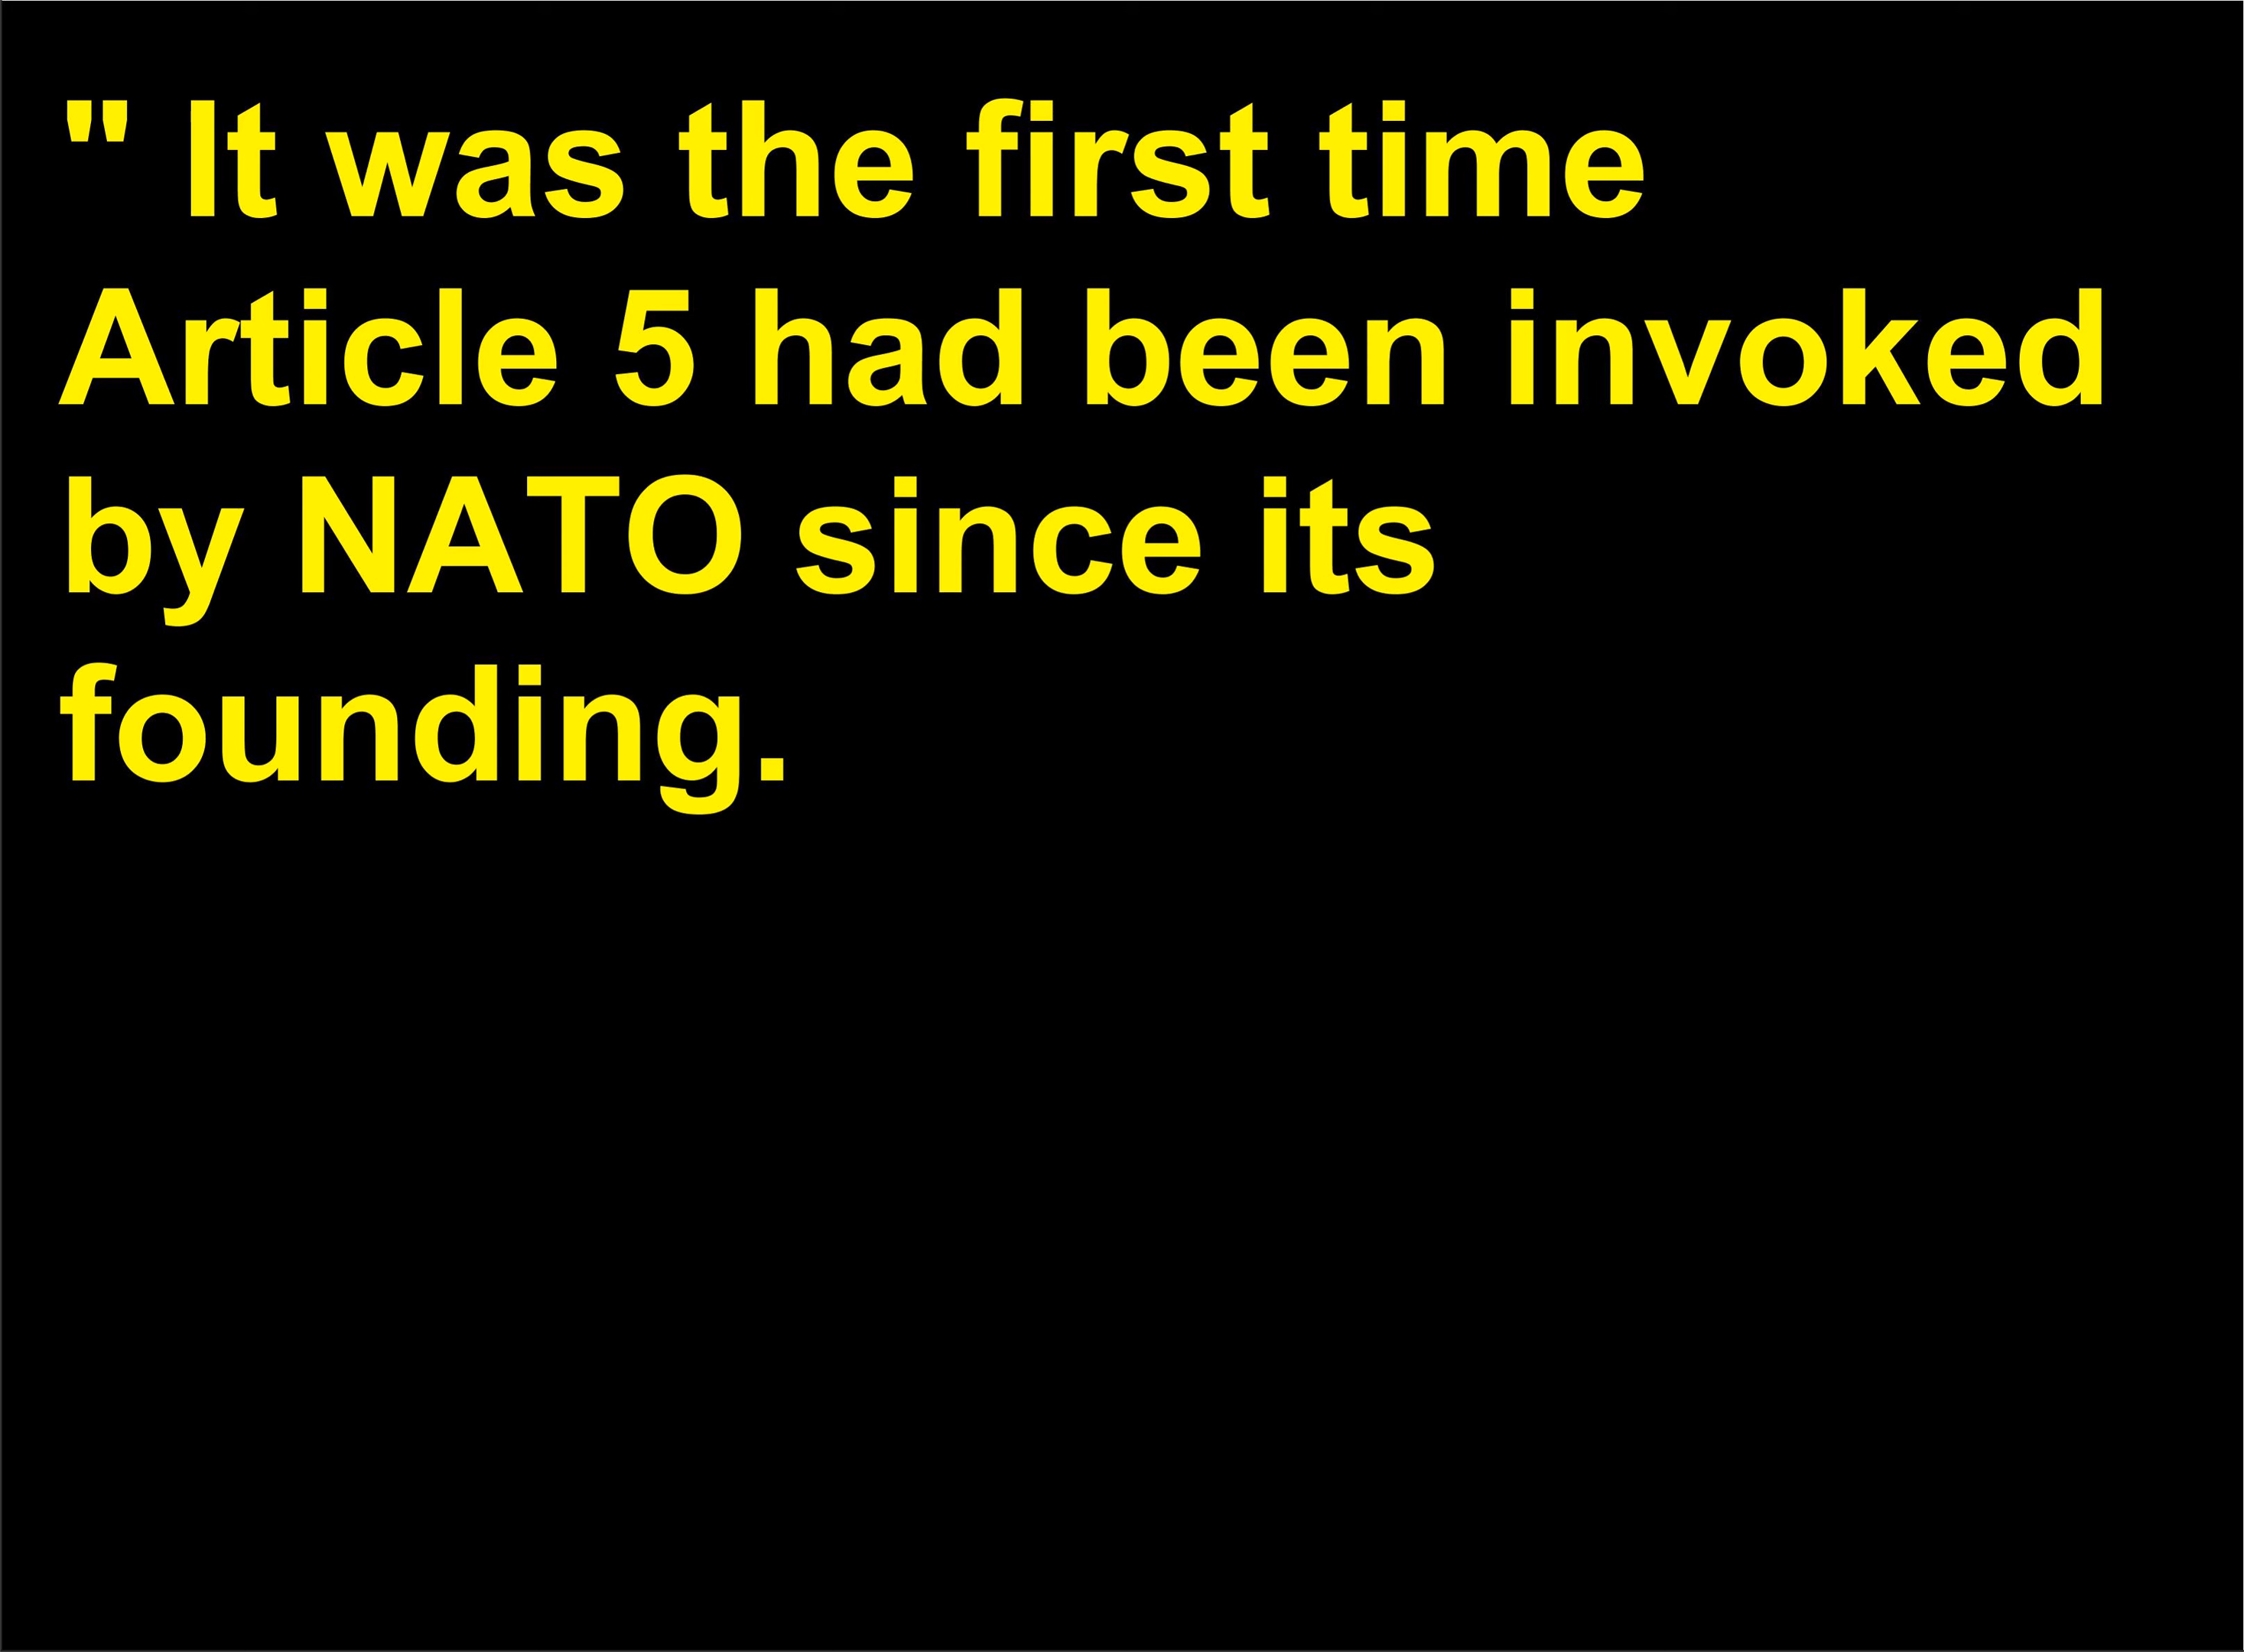 " It was the first time
Article 5 had been invoked
by NATO since its
founding.